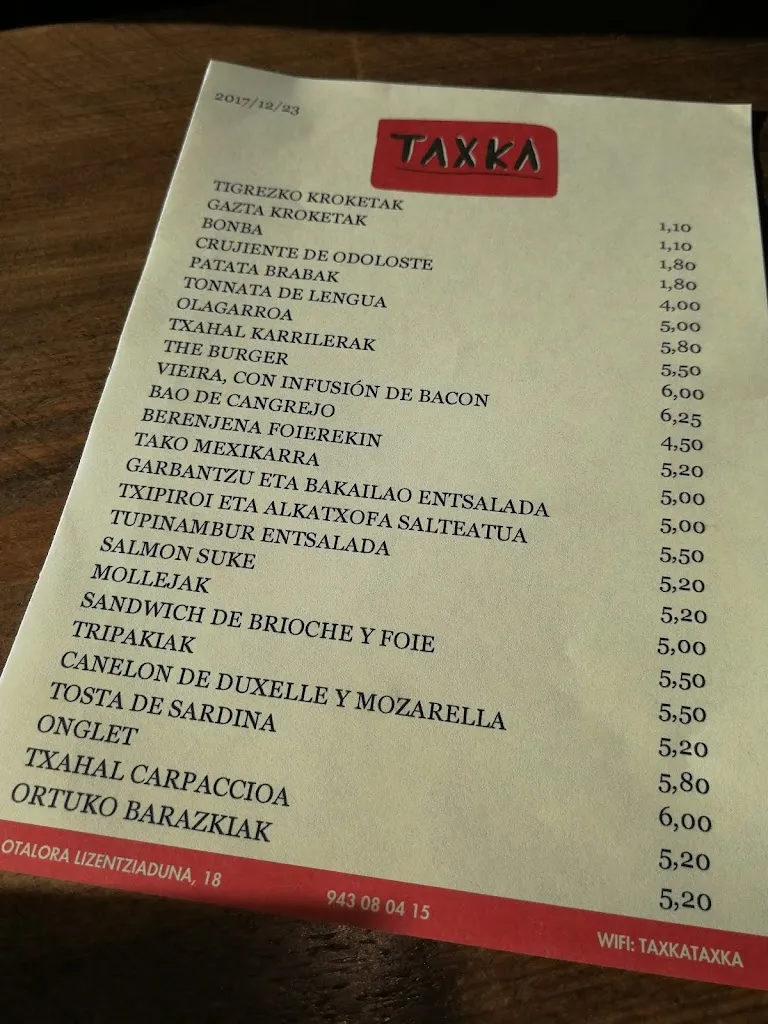 2017/12/23
TAXKA
TIGREZKO KROKETAK 1,10
GAZTA KROKETAK 1,10
BONBA 1,80
CRUJIENTE DE ODOLOSTE 1,80
PATATA BRABAK 4,00
TONNATA DE LENGUA 5,00
OLAGARROA 5,80
TXAHAL KARRILERAK 5,50
THE BURGER 6,00
VIEIRA, CON INFUSIÓN DE BACON 6,25
BAO DE CANGREJO 4,50
BERENJENA FOIEREKIN 5,20
TAKO MEXIKARRA 5,00
GARBANTZU ETA BAKAILAO ENTSALADA 5,00
TXIPIROI ETA ALKATXOFA SALTEATUA 5,50
TUPINAMBUR ENTSALADA 5,20
SALMON SUKE 5,20
MOLLEJAK 5,00
SANDWICH DE BRIOCHE Y FOIE 5,50
TRIPAKIAK 5,50
CANELON DE DUXELLE Y MOZARELLA 5,20
TOSTA DE SARDINA 5,80
ONGLET 6,00
TXAHAL CARPACCIOA 5,20
ORTUKO BARAZKIAK 5,20
OTALORA LIZENTZIADUNA, 18 943 08 04 15 WIFI: TAXKATAXKA